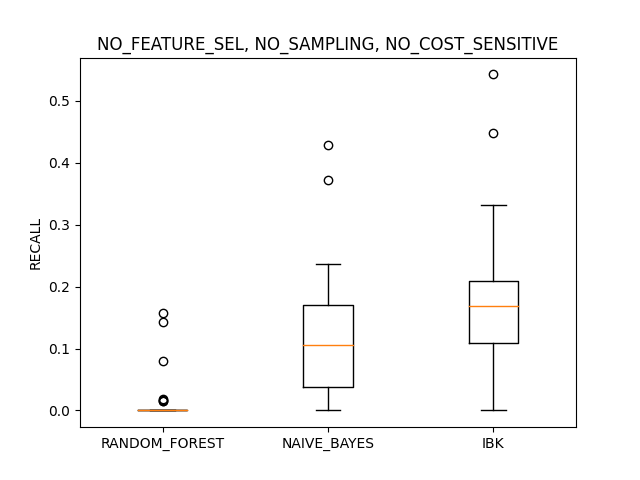 NO_FEATURE_SEL, NO_SAMPLING, NO_COST_SENSITIVE
0.5
0.4
0.3
0.2
0.1
0.0
RECALL
RANDOM_FOREST NAIVE_BAYES IBK